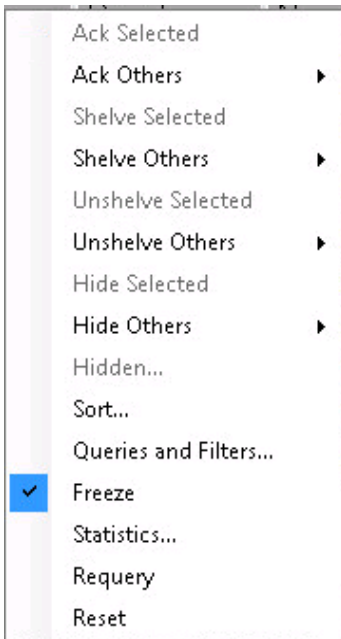 Ack Selected
Ack Others
Shelve Selected
Shelve Others
Unshelve Selected
Unshelve Others
Hide Selected
Hide Others
Hidden...
Sort...
Queries and Filters...
Freeze
Statistics...
Requery
Reset